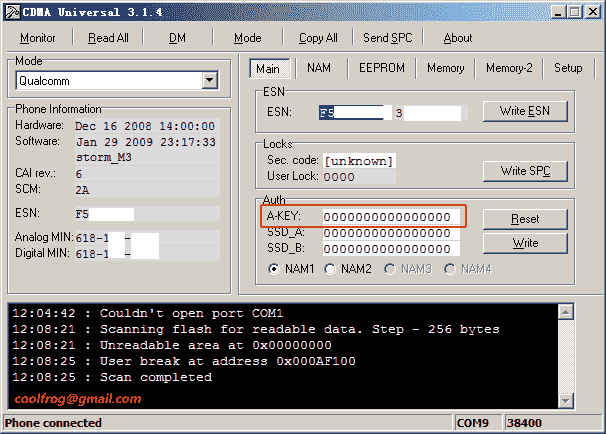 CDMA Universal 3.1.4
Monitor Read All DM Mode Copy All Send SPC About
Mode
Qualcomm
Phone Information
Hardware: Dec 16 2008 14:00:00
Software: Jan 29 2009 23:17:33
storm_M3
CAI rev.: 6
SCM: 2A
ESN: F5
Analog MIN: 618-1 -
Digital MIN: 618-1 -
Main NAM EEPROM Memory Memory-2 Setup
ESN
ESN: F5 3 Write ESN
Locks
Sec. code: [unknown]
User Lock: 0000
Write SPC
Auth
A-KEY: 0000000000000000
SSD_A: 0000000000000000
SSD_B: 0000000000000000
Reset
Write
NAM1 NAM2 NAM3 NAM4
12:04:42 : Couldn't open port COM1
12:08:21 : Scanning flash for readable data. Step - 256 bytes
12:08:21 : Unreadable area at 0x00000000
12:08:25 : User break at address 0x000AF100
12:08:25 : Scan completed
coolfrog@gmail.com
Phone connected COM9 38400